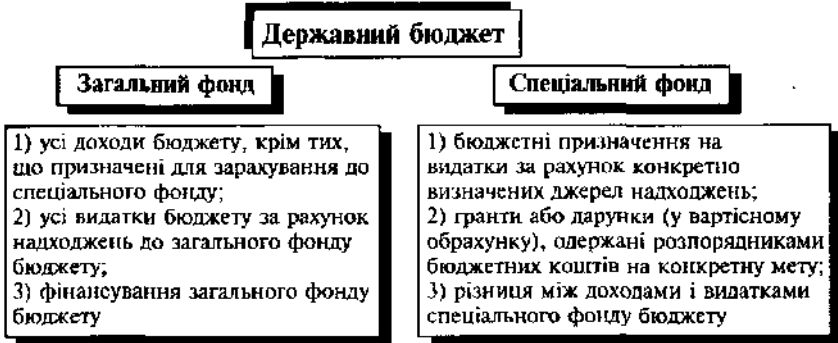 Державний бюджет
Загальний фонд
1) усі доходи бюджету, крім тих,
що призначені для зарахування до
спеціального фонду;
2) усі видатки бюджету за рахунок
надходжень до загального фонду
бюджету;
3) фінансування загального фонду
бюджету
Спеціальний фонд
1) бюджетні призначення на
видатки за рахунок конкретно
визначених джерел надходжень;
2) гранти або дарунки (у вартісному
обрахунку), одержані розпорядниками
бюджетних коштів на конкретну мету;
3) різниця між доходами і видатками
спеціального фонду бюджету